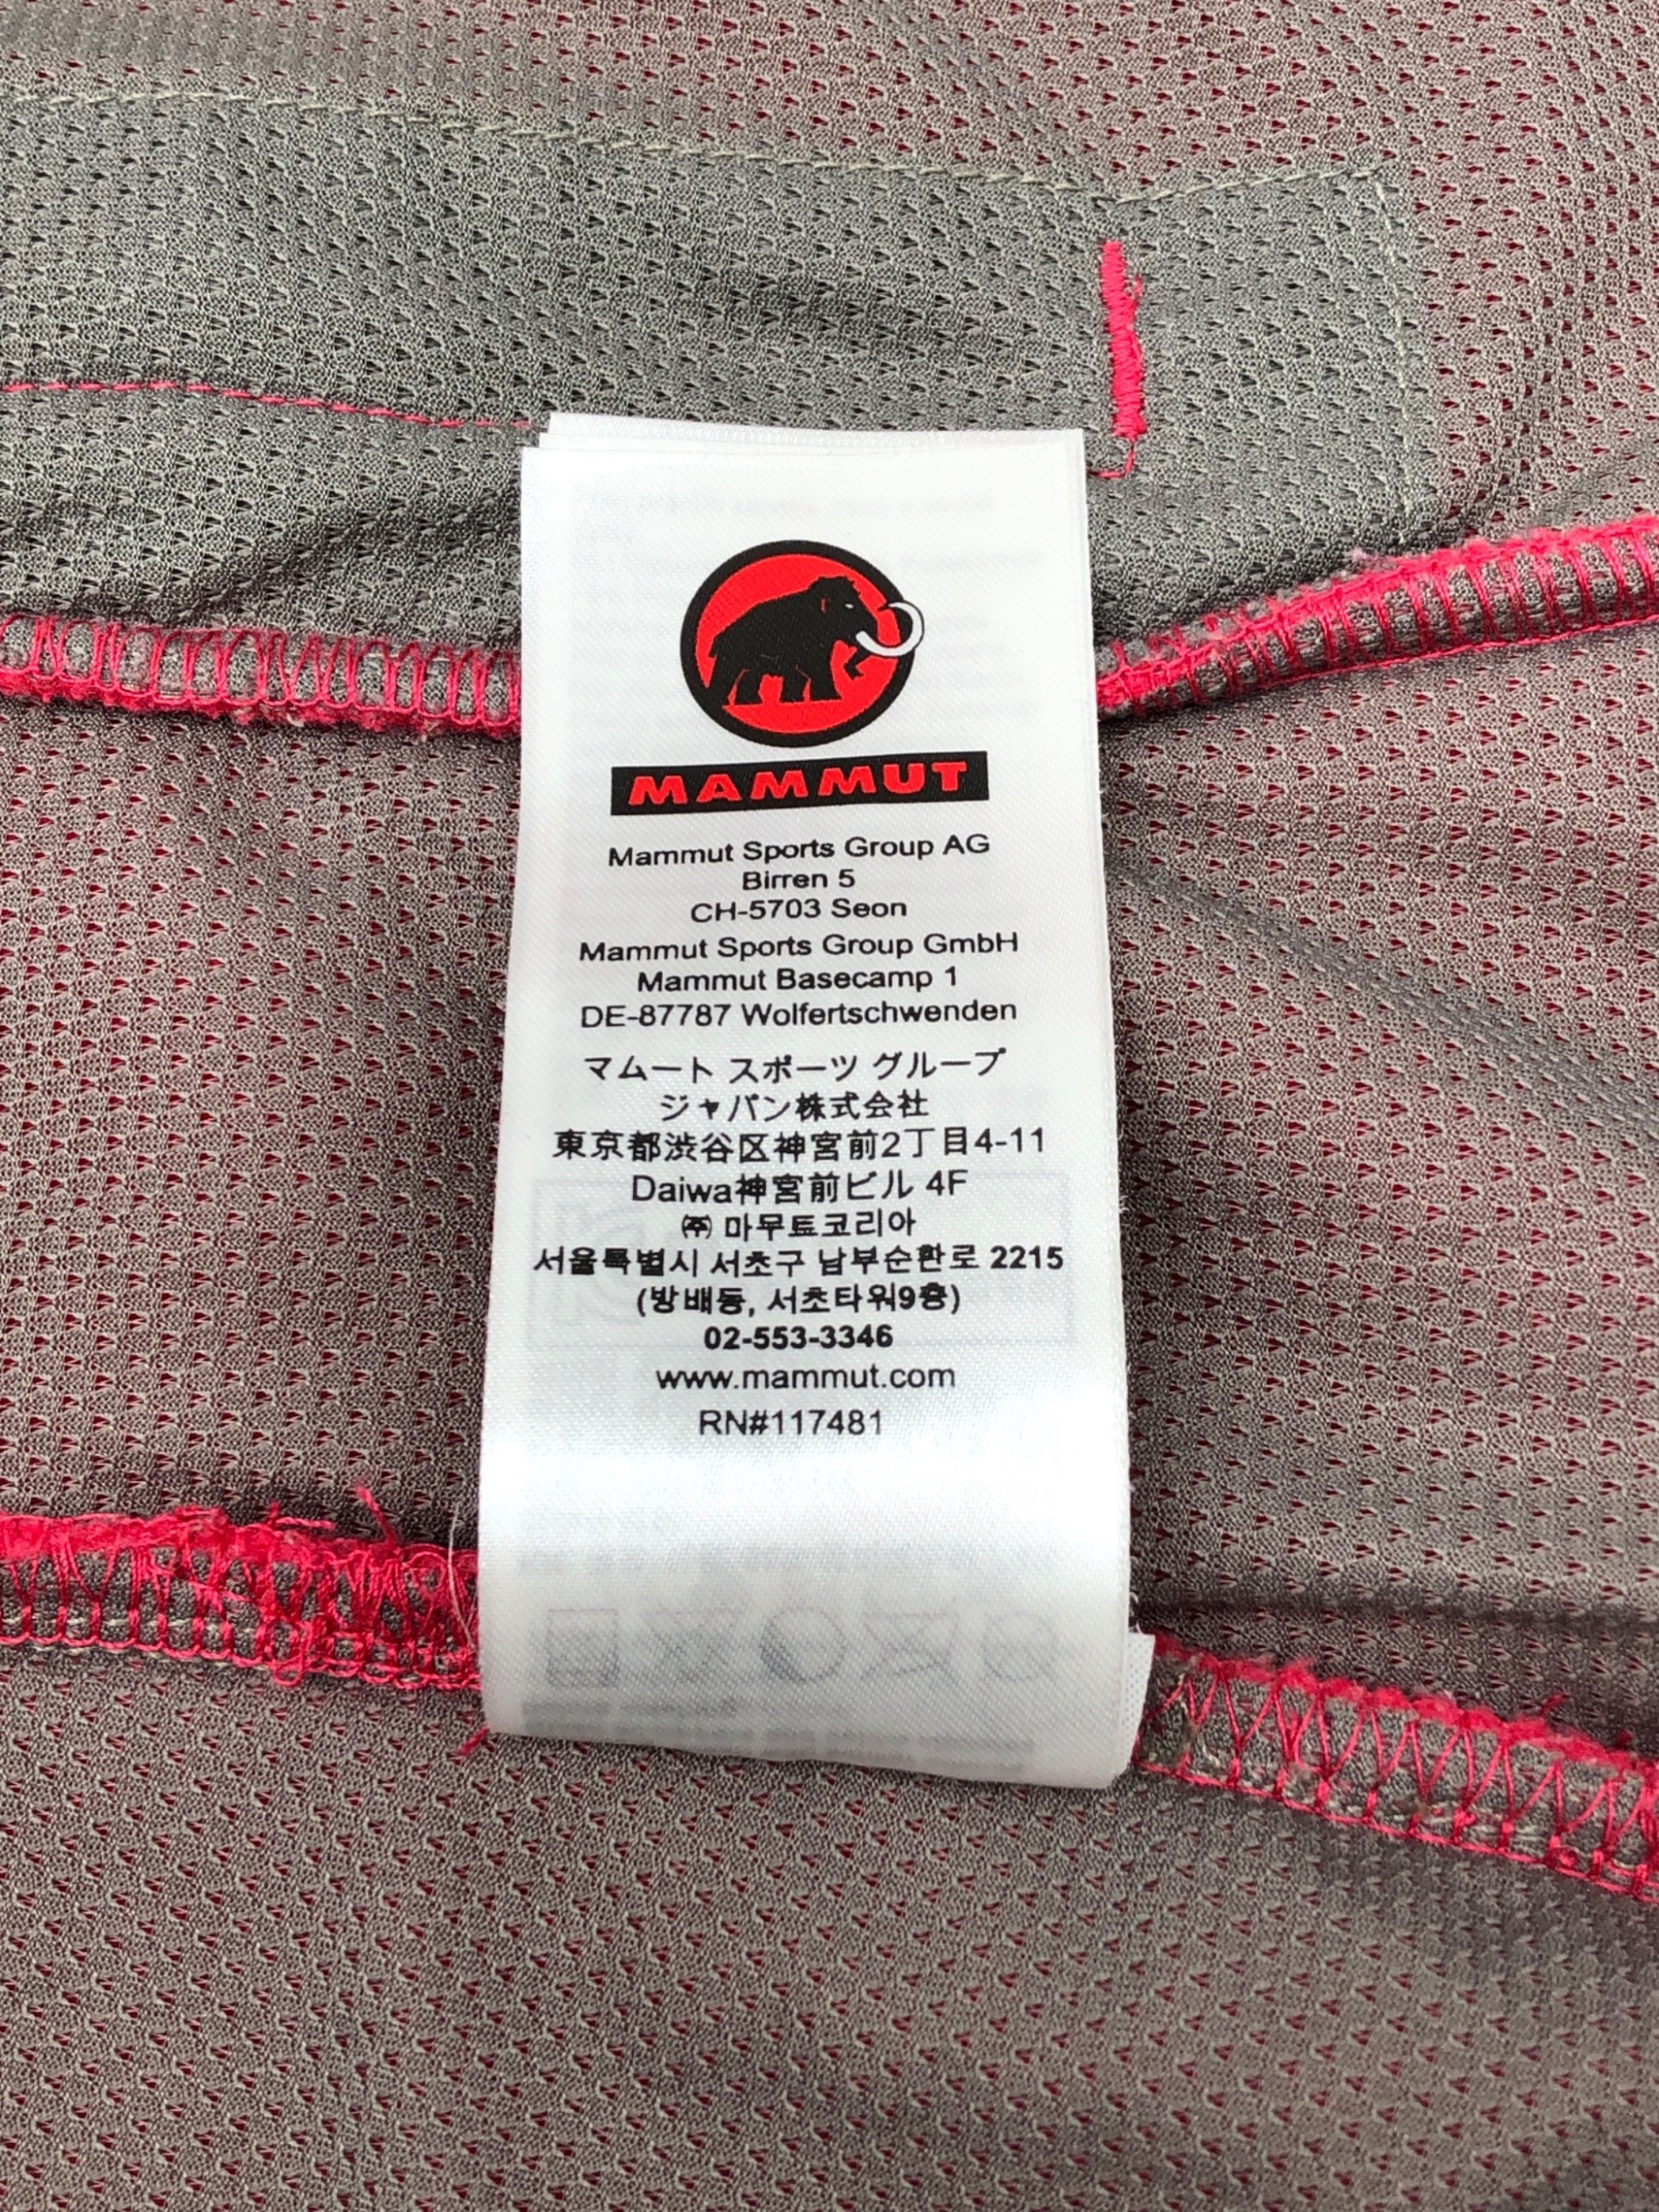 MAMMUT
Mammut Sports Group AG
Birren 5
CH-5703 Seon
Mammut Sports Group GmbH
Mammut Basecamp 1
DE-87787 Wolfertschwenden
マムート スポーツ グループ
ジャパン株式会社
東京都渋谷区神宮前2丁目4-11
Daiwa神宮前ビル 4F
㈜ 마무트코리아
서울특별시 서초구 남부순환로 2215
(방배동, 서초타워9층)
02-553-3346
www.mammut.com
RN#117481